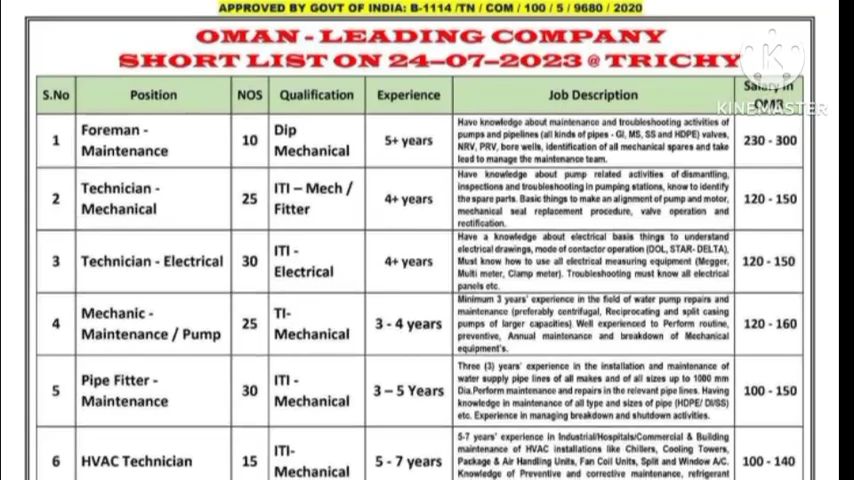 APPROVED BY GOVT OF INDIA: B-1114 /TN / COM / 100 / 5 / 9680 / 2020
OMAN - LEADING COMPANY
SHORT LIST ON 24-07-2023 @ TRICHY
S.No Position NOS Qualification Experience Job Description Salary in OMR
KINEMASTER
1 Foreman - Maintenance 10 Dip Mechanical 5+ years
Have knowledge about maintenance and troubleshooting activities of
pumps and pipelines (all kinds of pipes - GI, MS, SS and HDPE) valves,
NRV, PRV, bore wells, identification of all mechanical spares and take
lead to manage the maintenance team.
230 - 300
2 Technician - Mechanical 25 ITI – Mech / Fitter 4+ years
Have knowledge about pump related activities of dismantling,
inspections and troubleshooting in pumping stations, know to identify
the spare parts. Basic things to make an alignment of pump and motor,
mechanical seal replacement procedure, valve operation and
rectification.
120 - 150
3 Technician - Electrical 30 ITI - Electrical 4+ years
Have a knowledge about electrical basis things to understand
electrical drawings, mode of contactor operation (DOL, STAR- DELTA),
Must know how to use all electrical measuring equipment (Megger,
Multi meter, Clamp meter). Troubleshooting must know all electrical
panels etc.
120 - 150
4 Mechanic - Maintenance / Pump 25 TI- Mechanical 3 - 4 years
Minimum 3 years' experience in the field of water pump repairs and
maintenance (preferably centrifugal, Reciprocating and split casing
pumps of larger capacities). Well experienced to Perform routine,
preventive, Annual maintenance and breakdown of Mechanical
equipment's.
120 - 160
5 Pipe Fitter - Maintenance 30 ITI - Mechanical 3 – 5 Years
Three (3) years' experience in the installation and maintenance of
water supply pipe lines of all makes and of all sizes up to 1000 mm
Dia.Perform maintenance and repairs in the relevant pipe lines. Having
knowledge in maintenance of all type and sizes of pipe (HDPE/ DI/SS)
etc. Experience in managing breakdown and shutdown activities.
100 - 150
6 HVAC Technician 15 ITI- Mechanical 5 - 7 years
5-7 years' experience in Industrial/Hospitals/Commercial & Building
maintenance of HVAC installations like Chillers, Cooling Towers,
Package & Air Handling Units, Fan Coil Units, Split and Window A/C.
Knowledge of Preventive and corrective maintenance, refrigerant
100 - 140